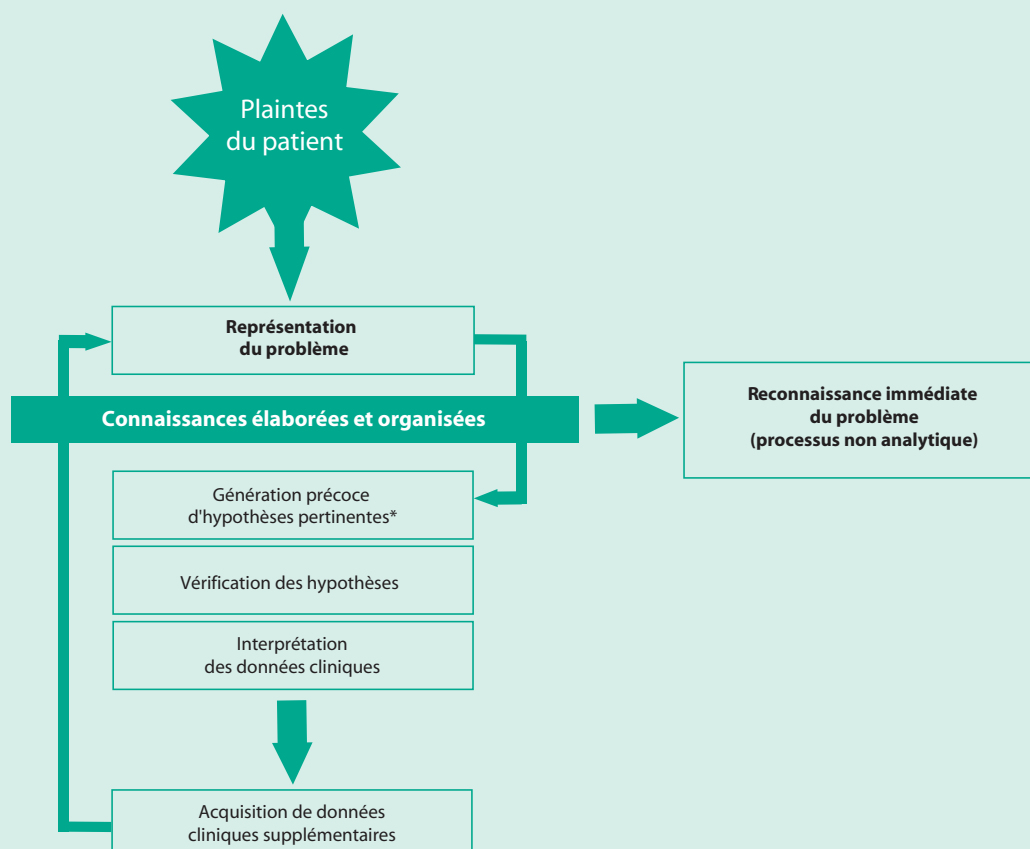 Plaintes
du patient
Représentation
du problème
Connaissances élaborées et organisées
Reconnaissance immédiate
du problème
(processus non analytique)
Génération précoce
d'hypothèses pertinentes*
Vérification des hypothèses
Interprétation
des données cliniques
Acquisition de données
cliniques supplémentaires